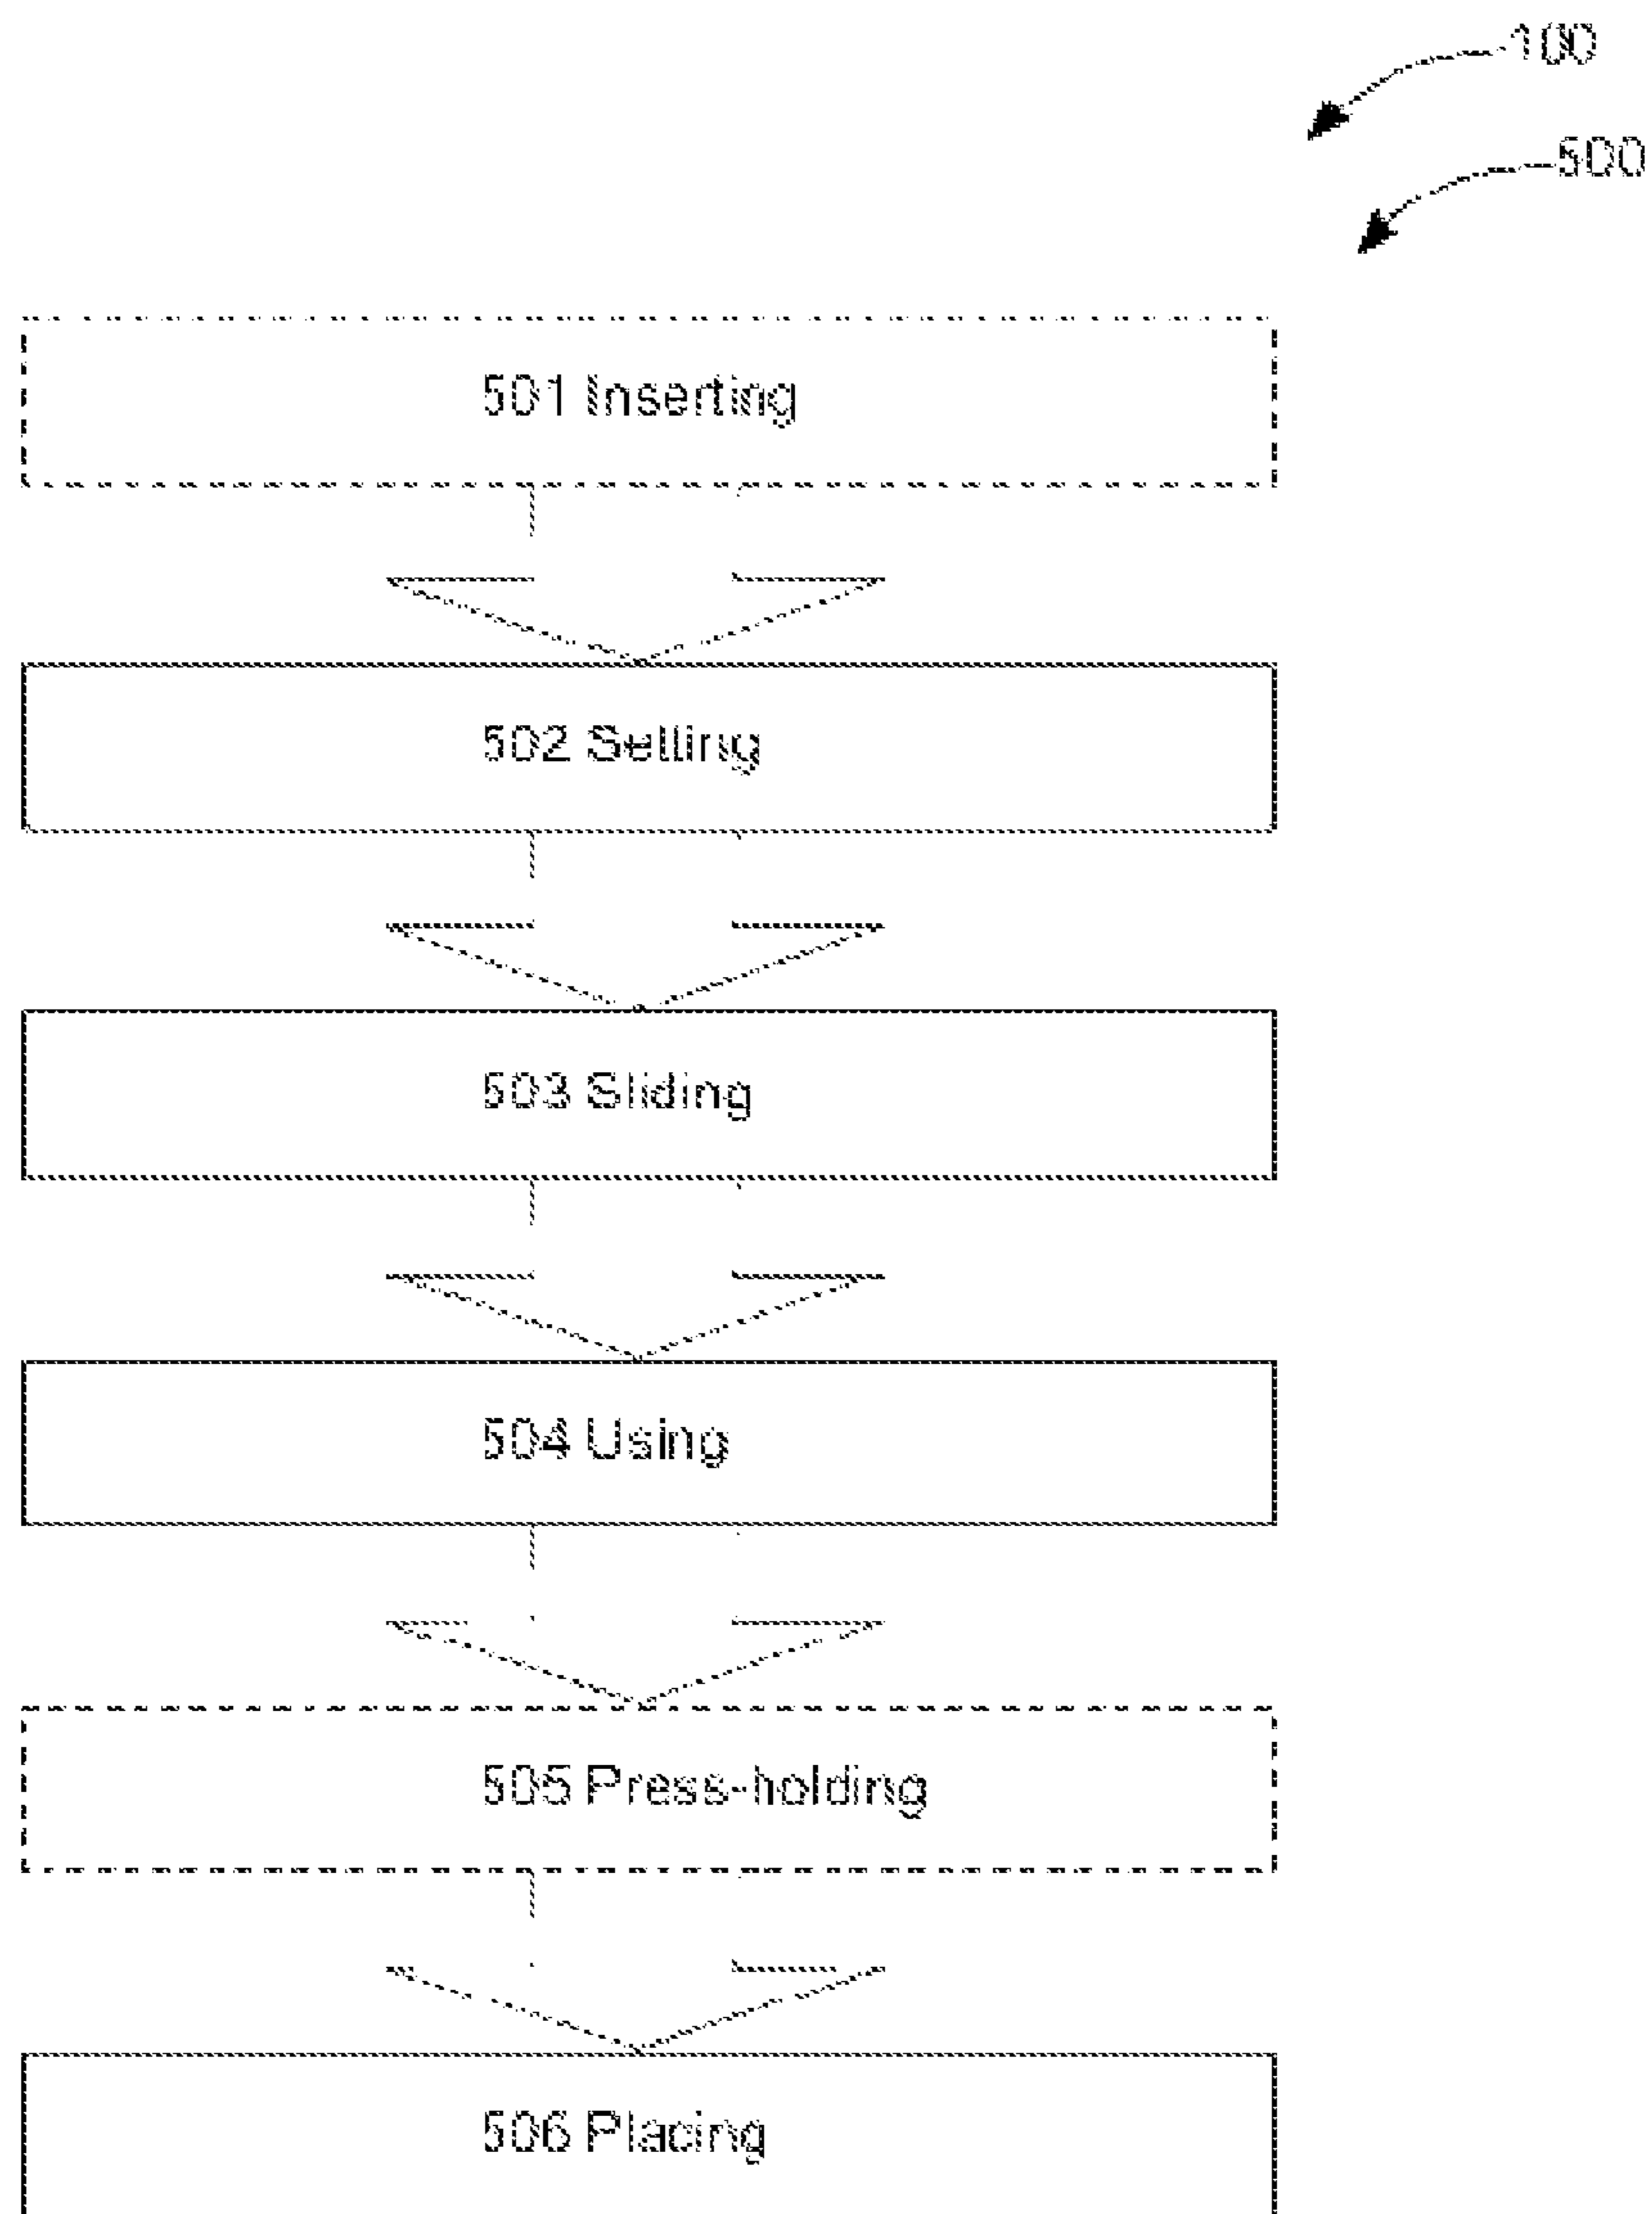 100
500
501 Inserting
502 Setting
503 Sliding
504 Using
505 Press-holding
506 Placing